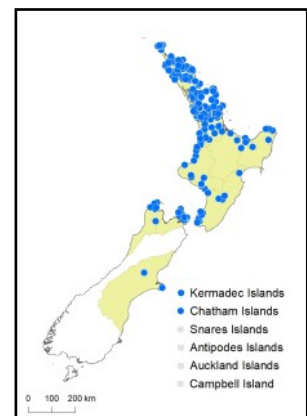 Kermadec Islands
Chatham Islands
Snares Islands
Antipodes Islands
Auckland Islands
Campbell Island
0 100 200 km